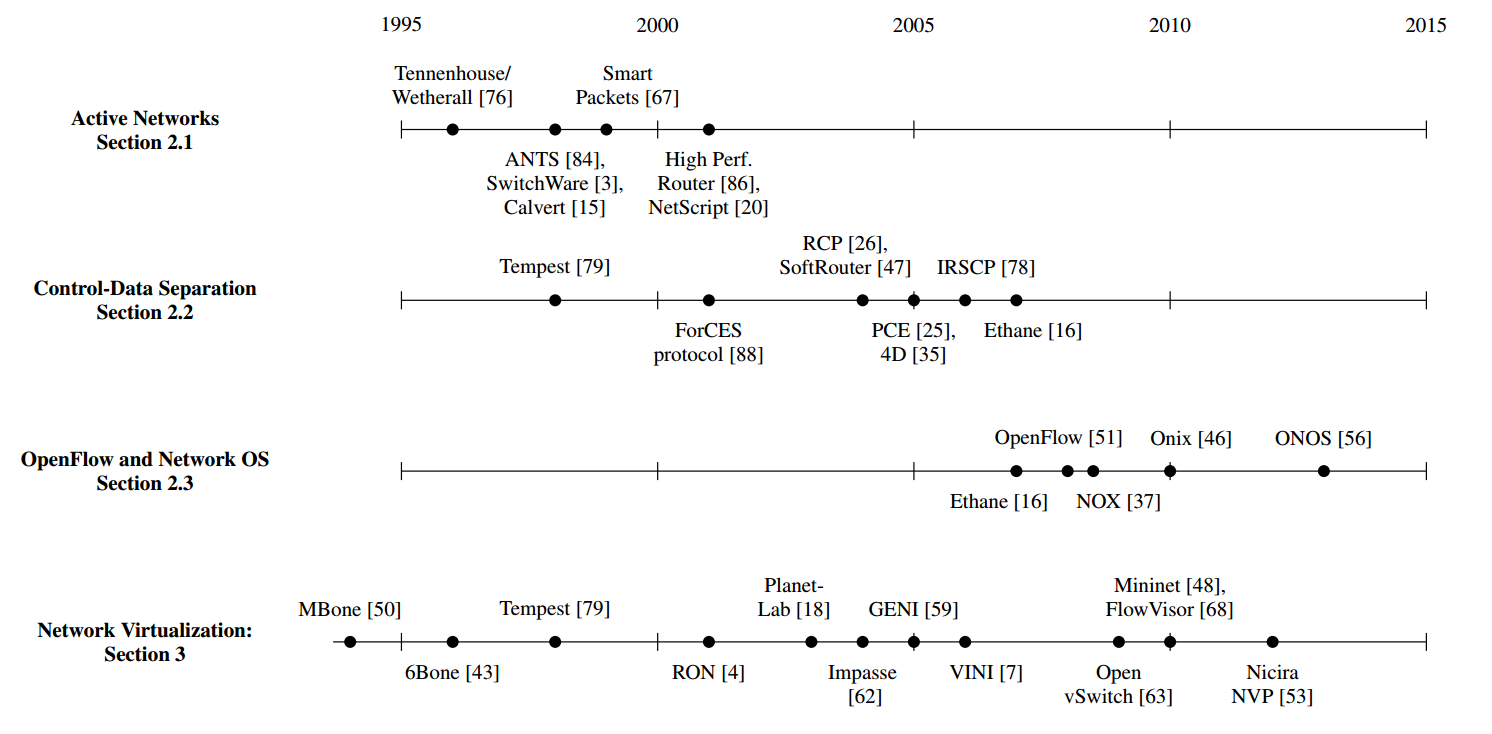 1995
2000
2005
2010
2015
Active Networks
Section 2.1
Tennenhouse/
Wetherall [76]
Smart
Packets [67]
ANTS [84],
SwitchWare [3],
Calvert [15]
High Perf.
Router [86],
NetScript [20]
Control-Data Separation
Section 2.2
Tempest [79]
RCP [26],
SoftRouter [47]
IRSCP [78]
ForCES
protocol [88]
PCE [25],
4D [35]
Ethane [16]
OpenFlow and Network OS
Section 2.3
OpenFlow [51]
Onix [46]
ONOS [56]
Ethane [16]
NOX [37]
Network Virtualization:
Section 3
MBone [50]
Tempest [79]
Planet-
Lab [18]
GENI [59]
Mininet [48],
FlowVisor [68]
6Bone [43]
RON [4]
Impasse
[62]
VINI [7]
Open
vSwitch [63]
Nicira
NVP [53]